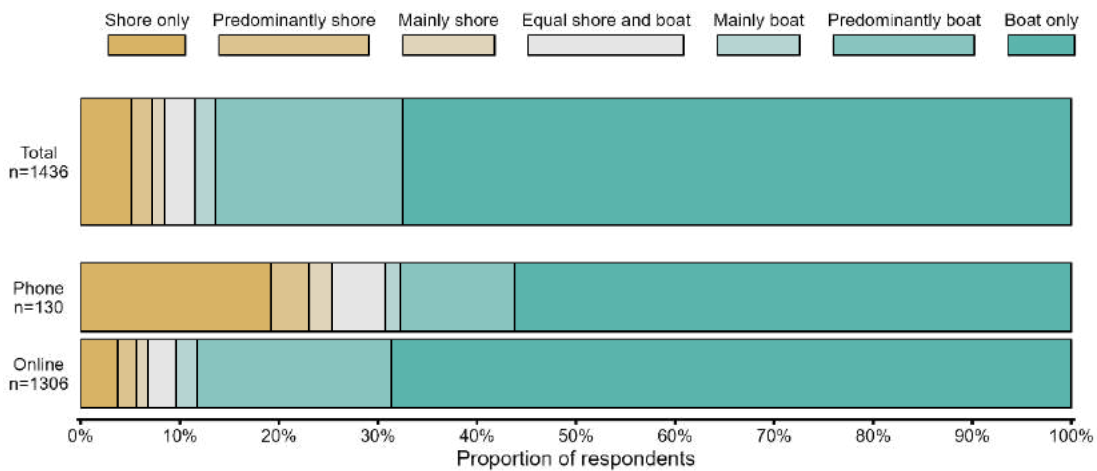 Shore only Predominantly shore Mainly shore Equal shore and boat Mainly boat Predominantly boat Boat only
Total
n=1436
Phone
n=130
Online
n=1306
0% 10% 20% 30% 40% 50% 60% 70% 80% 90% 100%
Proportion of respondents